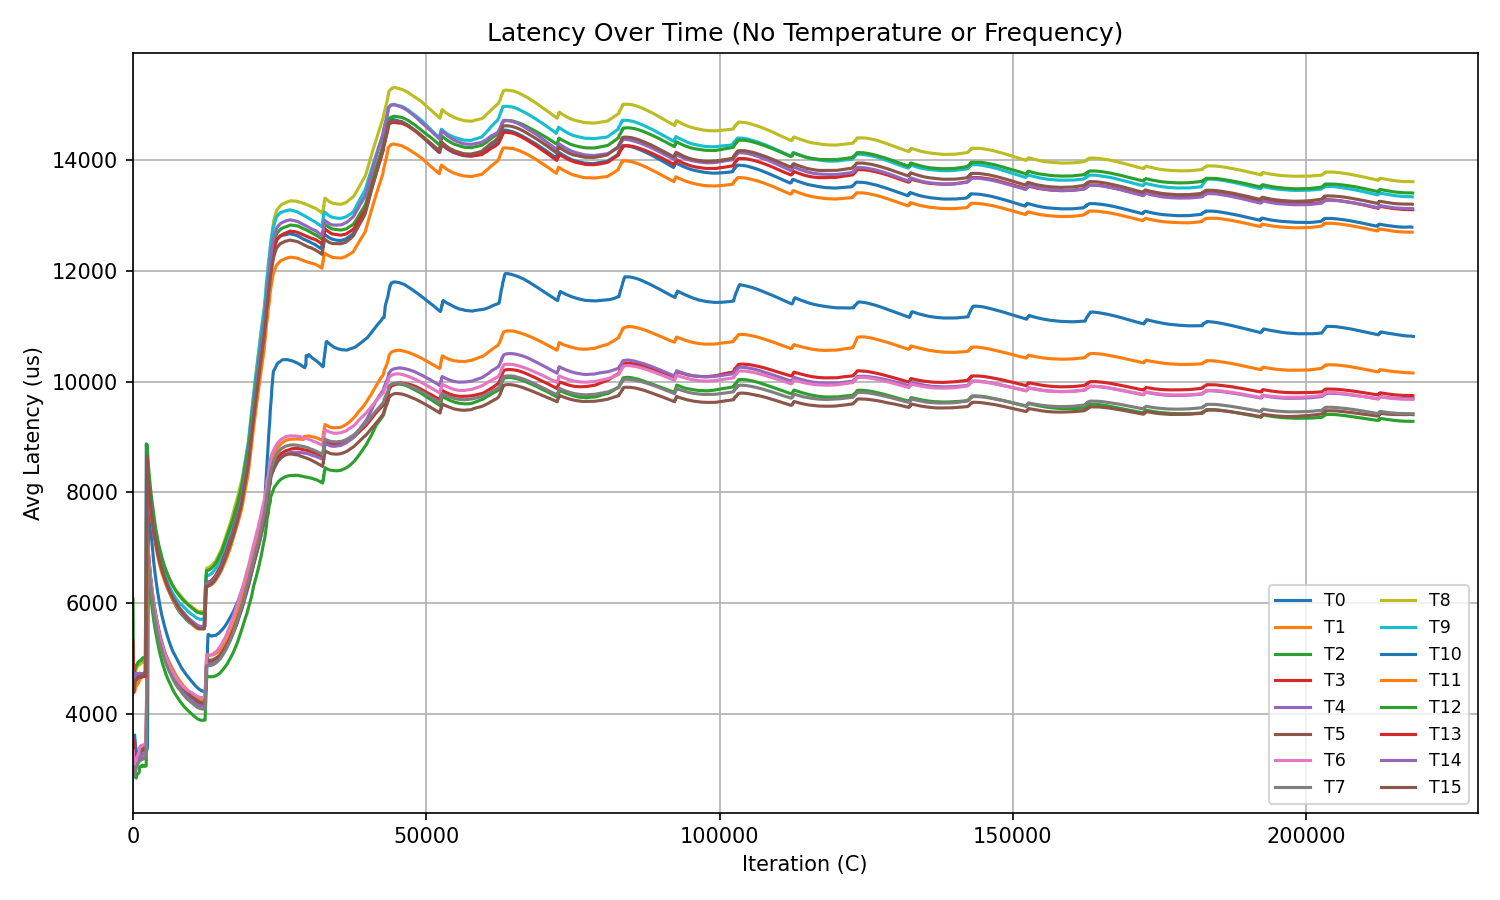 Latency Over Time (No Temperature or Frequency)
Avg Latency (us)
14000
12000
10000
8000
6000
4000
0
50000
100000
150000
200000
Iteration (C)
T0
T1
T2
T3
T4
T5
T6
T7
T8
T9
T10
T11
T12
T13
T14
T15